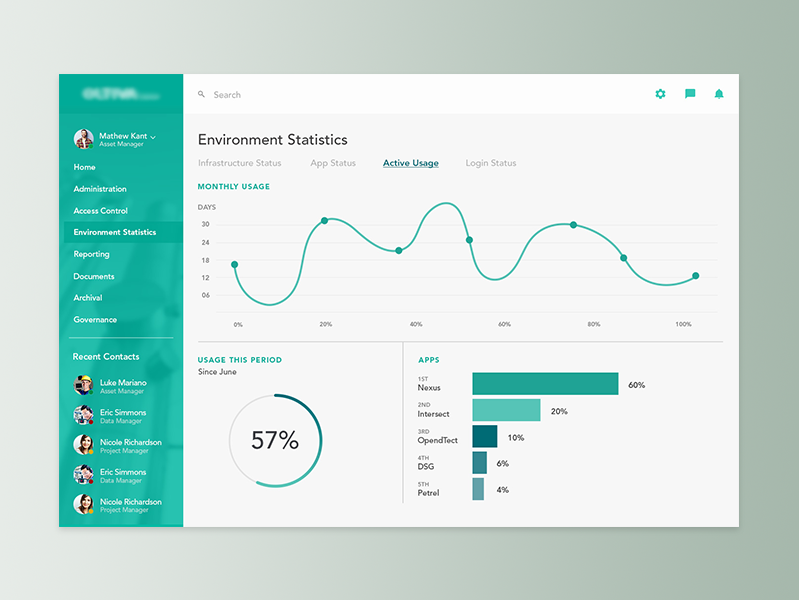 Search
Mathew Kant
Asset Manager
Home
Administration
Access Control
Environment Statistics
Reporting
Documents
Archival
Governance
Recent Contacts
Luke Mariano
Asset Manager
Eric Simmons
Data Manager
Nicole Richardson
Project Manager
Eric Simmons
Data Manager
Nicole Richardson
Project Manager
Environment Statistics
Infrastructure Status App Status Active Usage Login Status
MONTHLY USAGE
DAYS
30
24
18
12
06
0% 20% 40% 60% 80% 100%
USAGE THIS PERIOD
Since June
57%
APPS
1ST
Nexus 60%
2ND
Intersect 20%
3RD
OpendTect 10%
4TH
DSG 6%
5TH
Petrel 4%